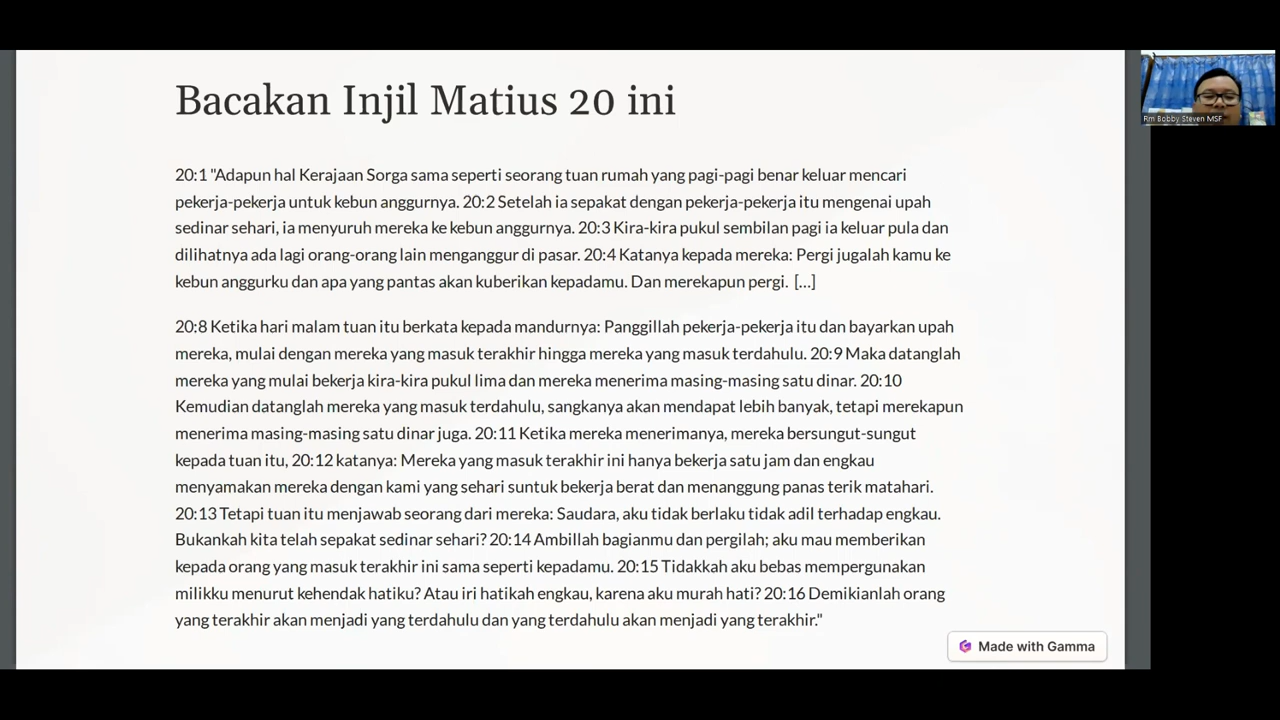 Bacakan Injil Matius 20 ini
Rm Bobby Steven MSF
20:1 "Adapun hal Kerajaan Sorga sama seperti seorang tuan rumah yang pagi-pagi benar keluar mencari
pekerja-pekerja untuk kebun anggurnya. 20:2 Setelah ia sepakat dengan pekerja-pekerja itu mengenai upah
sedinar sehari, ia menyuruh mereka ke kebun anggurnya. 20:3 Kira-kira pukul sembilan pagi ia keluar pula dan
dilihatnya ada lagi orang-orang lain menganggur di pasar. 20:4 Katanya kepada mereka: Pergi jugalah kamu ke
kebun anggurku dan apa yang pantas akan kuberikan kepadamu. Dan merekapun pergi. [...]
20:8 Ketika hari malam tuan itu berkata kepada mandurnya: Panggillah pekerja-pekerja itu dan bayarkan upah
mereka, mulai dengan mereka yang masuk terakhir hingga mereka yang masuk terdahulu. 20:9 Maka datanglah
mereka yang mulai bekerja kira-kira pukul lima dan mereka menerima masing-masing satu dinar. 20:10
Kemudian datanglah mereka yang masuk terdahulu, sangkanya akan mendapat lebih banyak, tetapi merekapun
menerima masing-masing satu dinar juga. 20:11 Ketika mereka menerimanya, mereka bersungut-sungut
kepada tuan itu, 20:12 katanya: Mereka yang masuk terakhir ini hanya bekerja satu jam dan engkau
menyamakan mereka dengan kami yang sehari suntuk bekerja berat dan menanggung panas terik matahari.
20:13 Tetapi tuan itu menjawab seorang dari mereka: Saudara, aku tidak berlaku tidak adil terhadap engkau.
Bukankah kita telah sepakat sedinar sehari? 20:14 Ambillah bagianmu dan pergilah; aku mau memberikan
kepada orang yang masuk terakhir ini sama seperti kepadamu. 20:15 Tidakkah aku bebas mempergunakan
milikku menurut kehendak hatiku? Atau iri hatikah engkau, karena aku murah hati? 20:16 Demikianlah orang
yang terakhir akan menjadi yang terdahulu dan yang terdahulu akan menjadi yang terakhir."
Made with Gamma